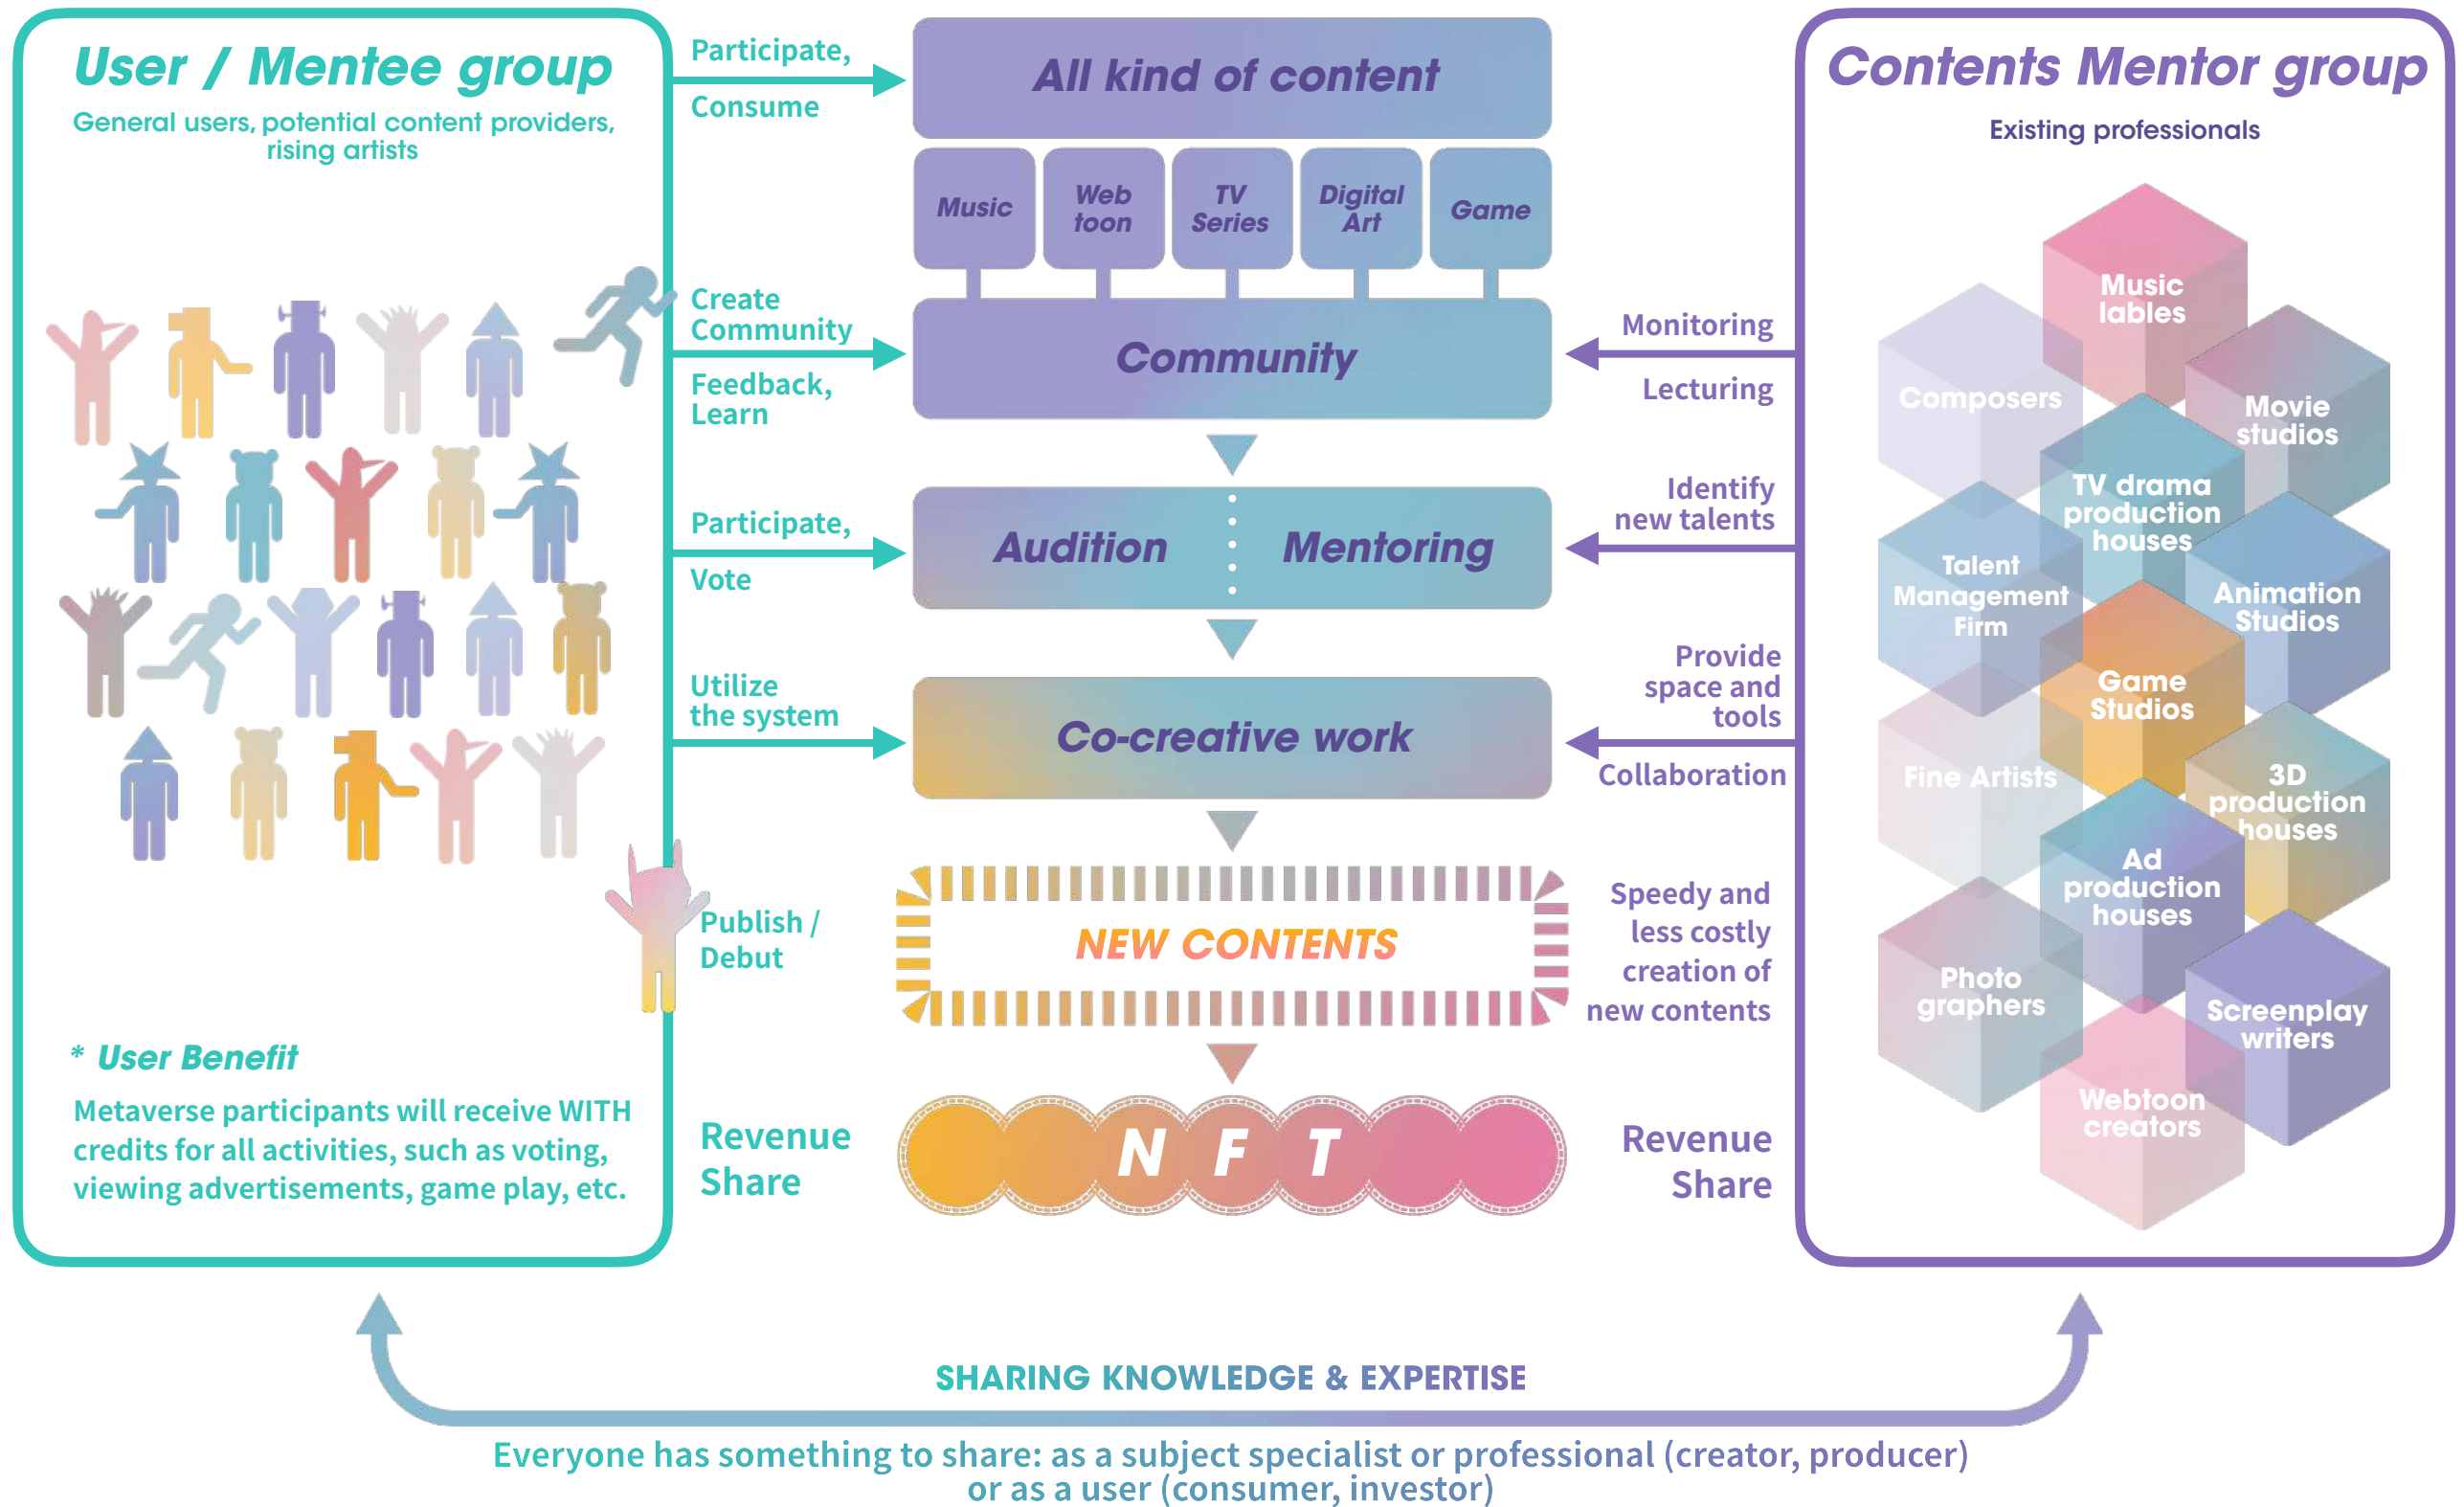 User / Mentee group
General users, potential content providers,
rising artists
* User Benefit
Metaverse participants will receive WITH
credits for all activities, such as voting,
viewing advertisements, game play, etc.
Participate,
Consume
Create
Community
Feedback,
Learn
Participate,
Vote
Utilize
the system
Publish /
Debut
Revenue
Share
All kind of content
Music
Web
toon
TV
Series
Digital
Art
Game
Community
Audition
Mentoring
Co-creative work
NEW CONTENTS
N F T
Monitoring
Lecturing
Identify
new talents
Provide
space and
tools
Collaboration
Speedy and
less costly
creation of
new contents
Revenue
Share
Contents Mentor group
Existing professionals
Music
lables
Composers
Movie
studios
TV drama
production
houses
Talent
Management
Firm
Animation
Studios
Game
Studios
Fine Artists
3D
production
houses
Ad
production
houses
Photo
graphers
Screenplay
writers
Webtoon
creators
SHARING KNOWLEDGE & EXPERTISE
Everyone has something to share: as a subject specialist or professional (creator, producer)
or as a user (consumer, investor)